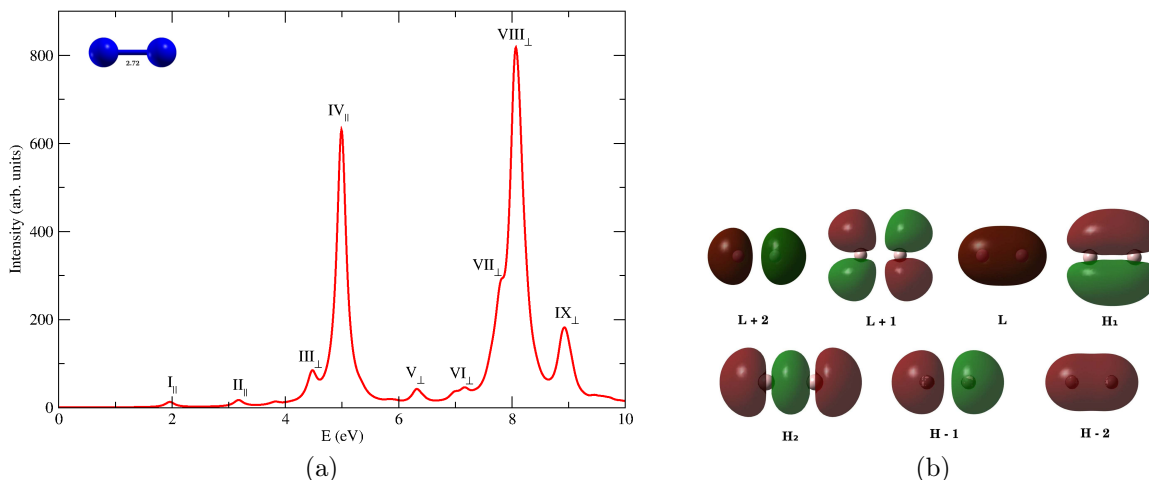 Intensity (arb. units)
800
600
400
200
0
0 2 4 6 8 10
E (eV)
2.72
I∥
II∥
III⊥
IV∥
V⊥
VI⊥
VII⊥
VIII⊥
IX⊥
(a)
L + 2 L + 1 L H₁
H₂ H - 1 H - 2
(b)